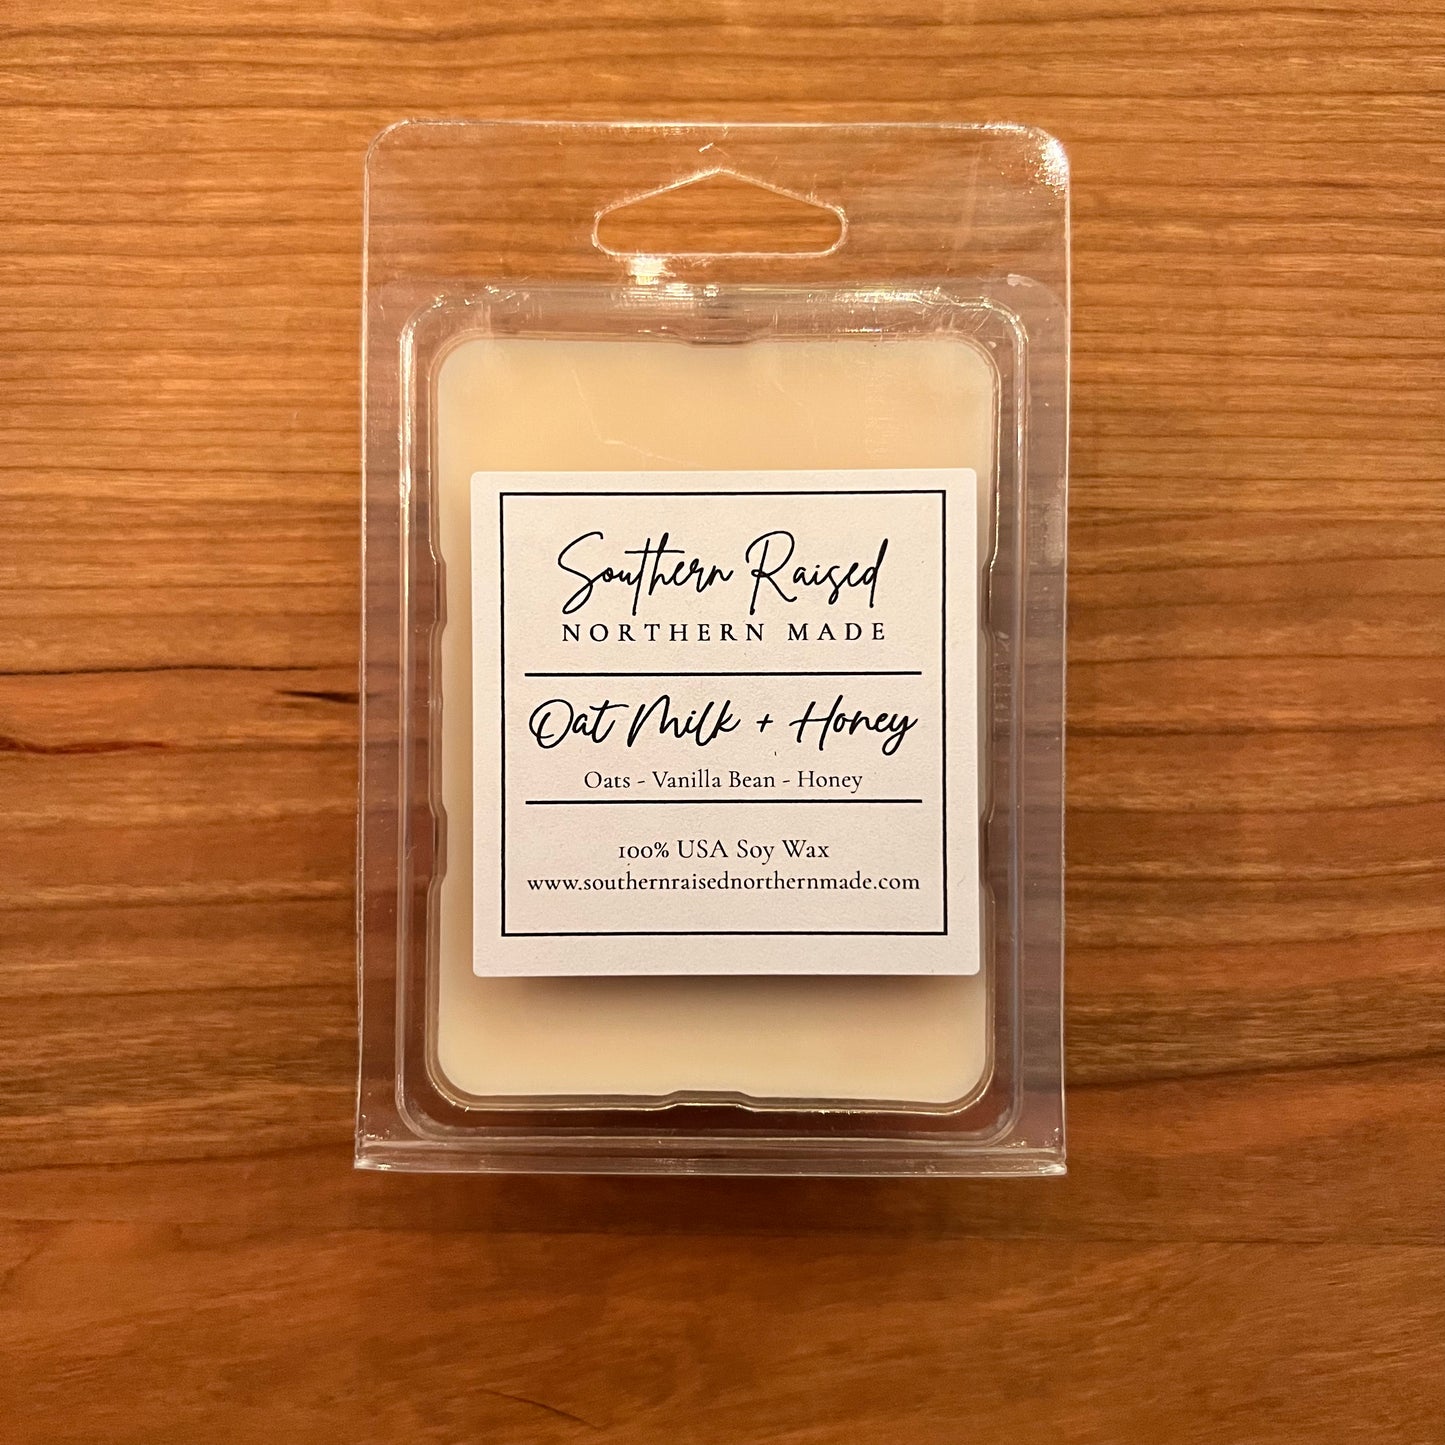 Southern Raised
NORTHERN MADE
Oat Milk + Honey
Oats - Vanilla Bean - Honey
100% USA Soy Wax
www.southernraisednorthernmade.com